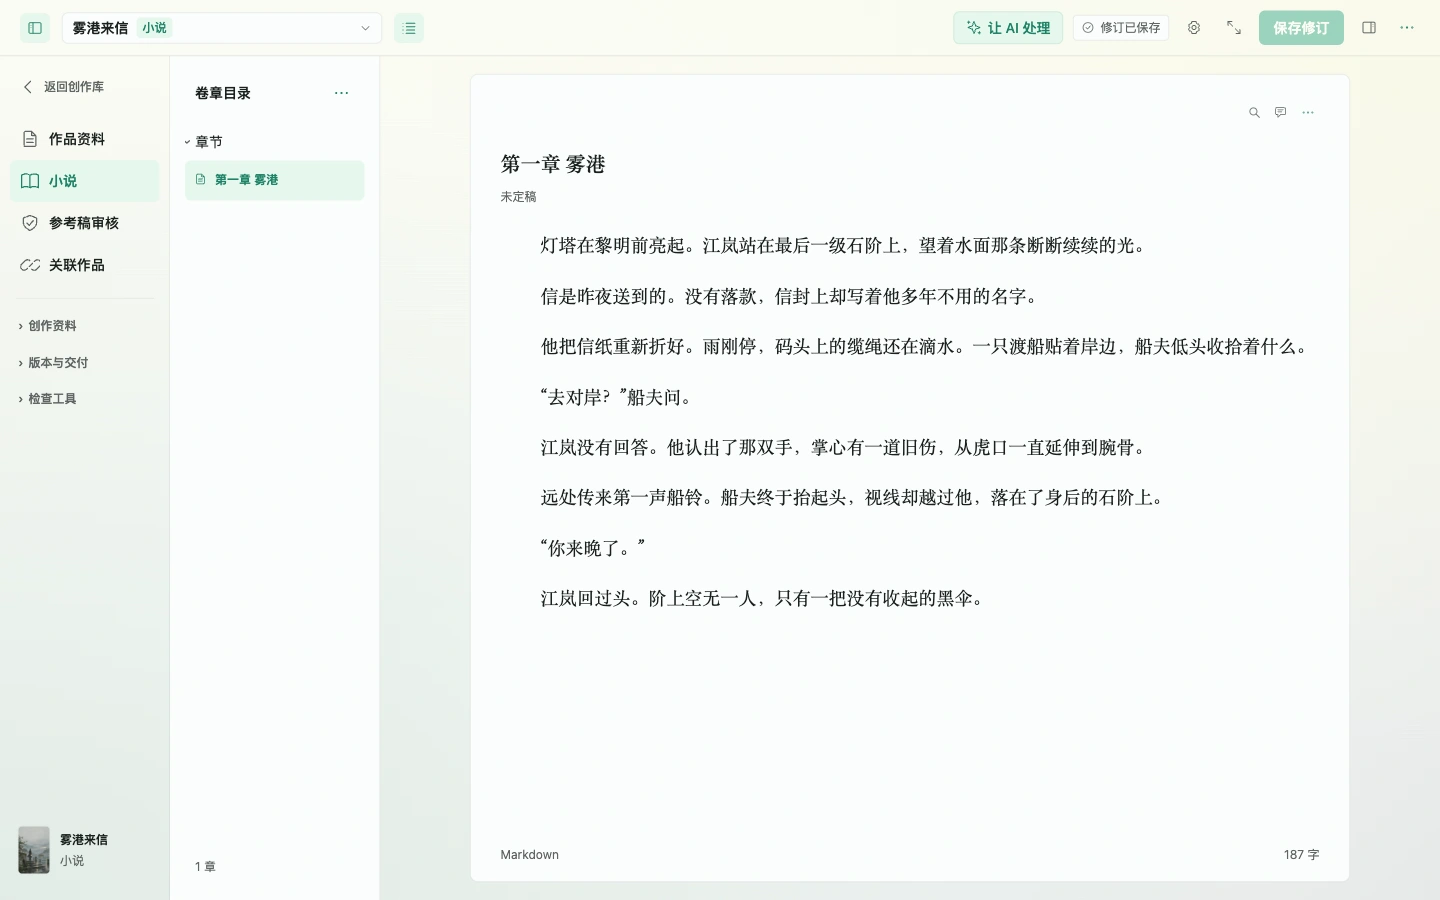 雾港来信 小说
让 AI 处理
修订已保存
保存修订
返回创作库
作品资料
小说
参考稿审核
关联作品
创作资料
版本与交付
检查工具
雾港来信
小说
卷章目录
章节
第一章 雾港
1 章
第一章 雾港
未定稿
灯塔在黎明前亮起。江岚站在最后一级石阶上，望着水面那条断断续续的光。
信是昨夜送到的。没有落款，信封上却写着他多年不用的名字。
他把信纸重新折好。雨刚停，码头上的缆绳还在滴水。一只渡船贴着岸边，船夫低头收拾着什么。
“去对岸？”船夫问。
江岚没有回答。他认出了那双手，掌心有一道旧伤，从虎口一直延伸到腕骨。
远处传来第一声船铃。船夫终于抬起头，视线却越过他，落在了身后的石阶上。
“你来晚了。”
江岚回过头。阶上空无一人，只有一把没有收起的黑伞。
Markdown
187 字